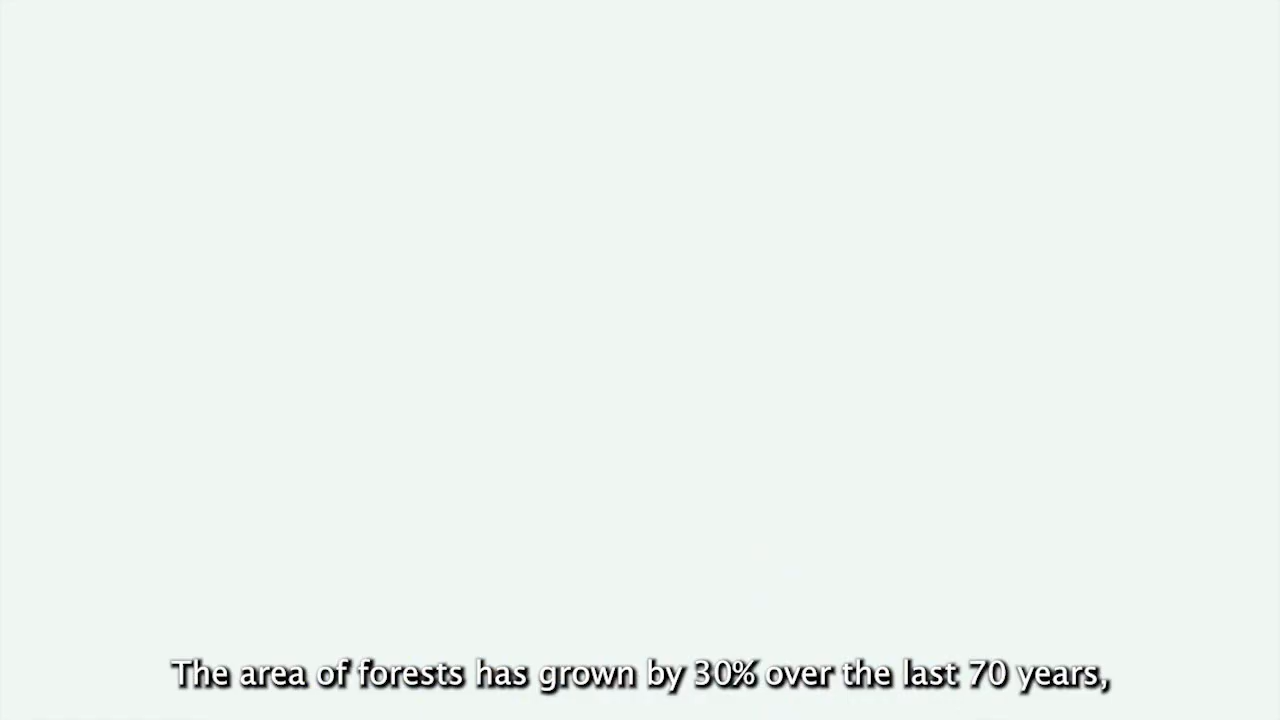 The area of forests has grown by 30% over the last 70 years,